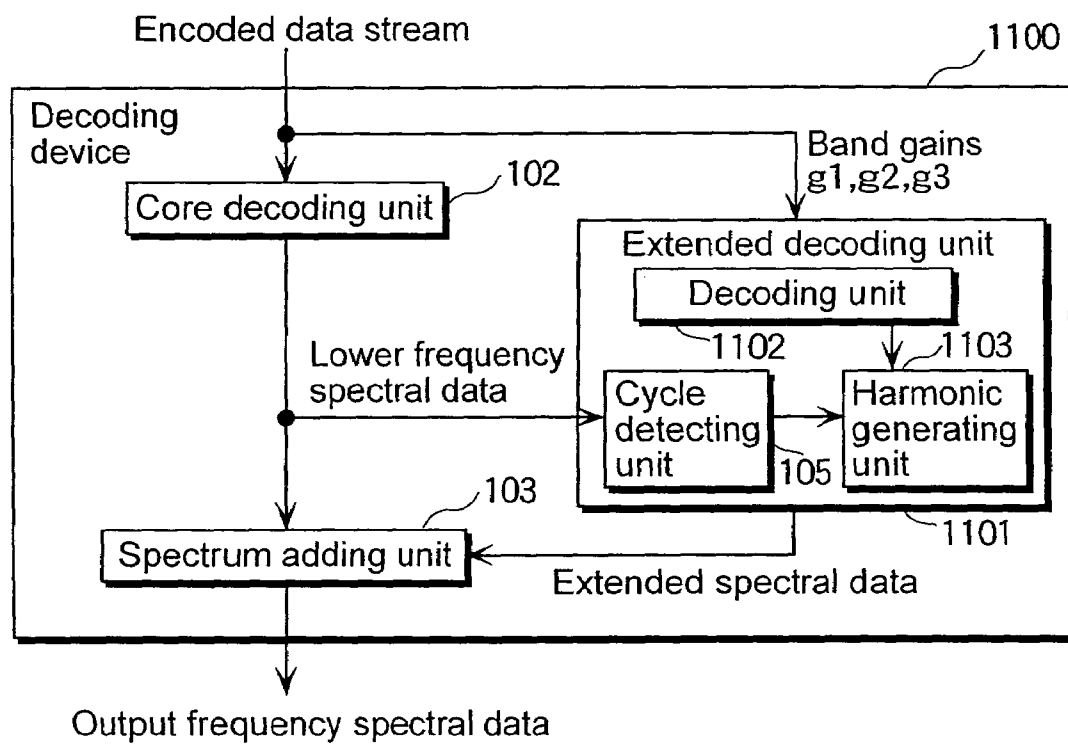 Encoded data stream
1100
Decoding
device
Band gains
g1,g2,g3
102
Core decoding unit
Extended decoding unit
Decoding unit
1102
1103
Lower frequency
spectral data
Cycle
detecting
unit
105
Harmonic
generating
unit
103
1101
Spectrum adding unit
Extended spectral data
Output frequency spectral data